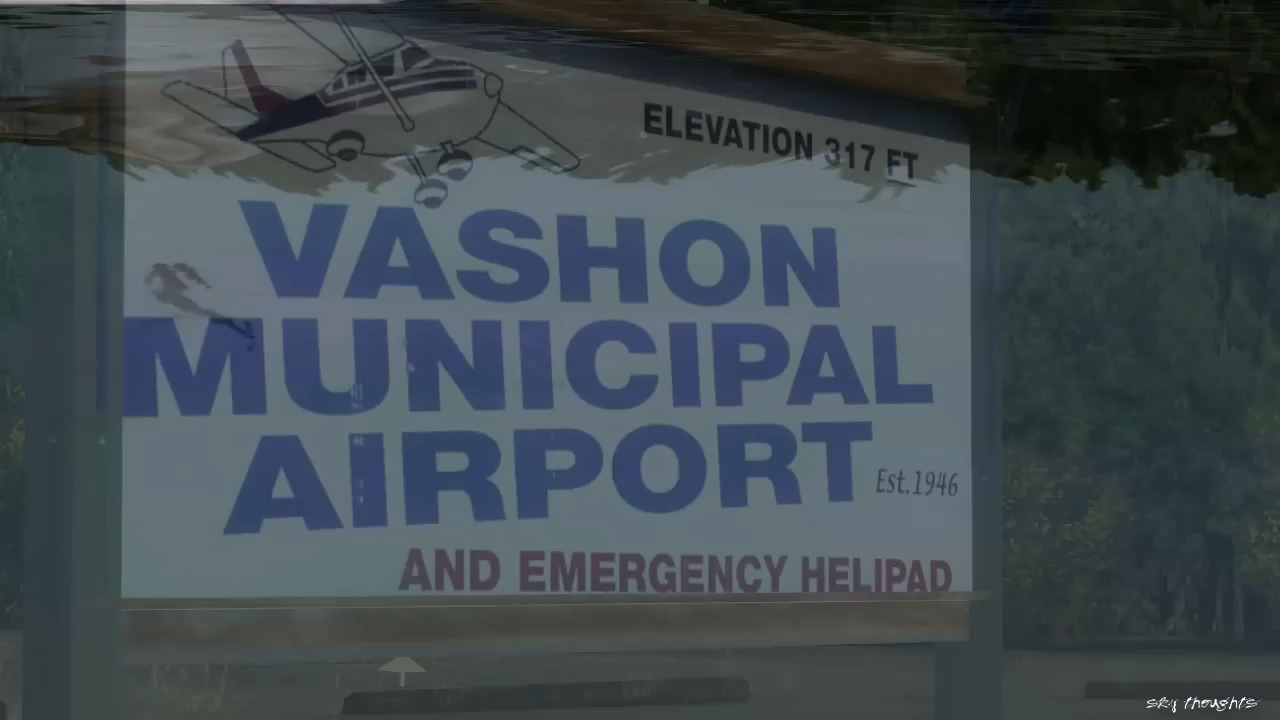 ELEVATION 317 FT
VASHON
MUNICIPAL
AIRPORT
Est.1946
AND EMERGENCY HELIPAD
sky thoughts